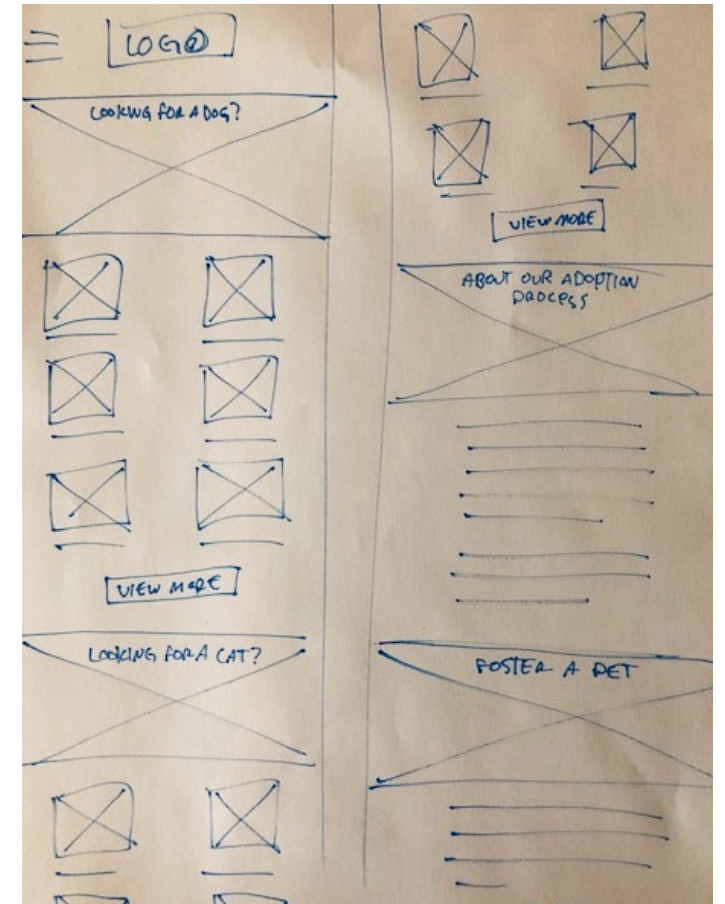 LOGO
LOOKING FOR A DOG?
VIEW MORE
LOOKING FOR A CAT?
VIEW MORE
ABOUT OUR ADOPTION
PROCESS
FOSTER A PET